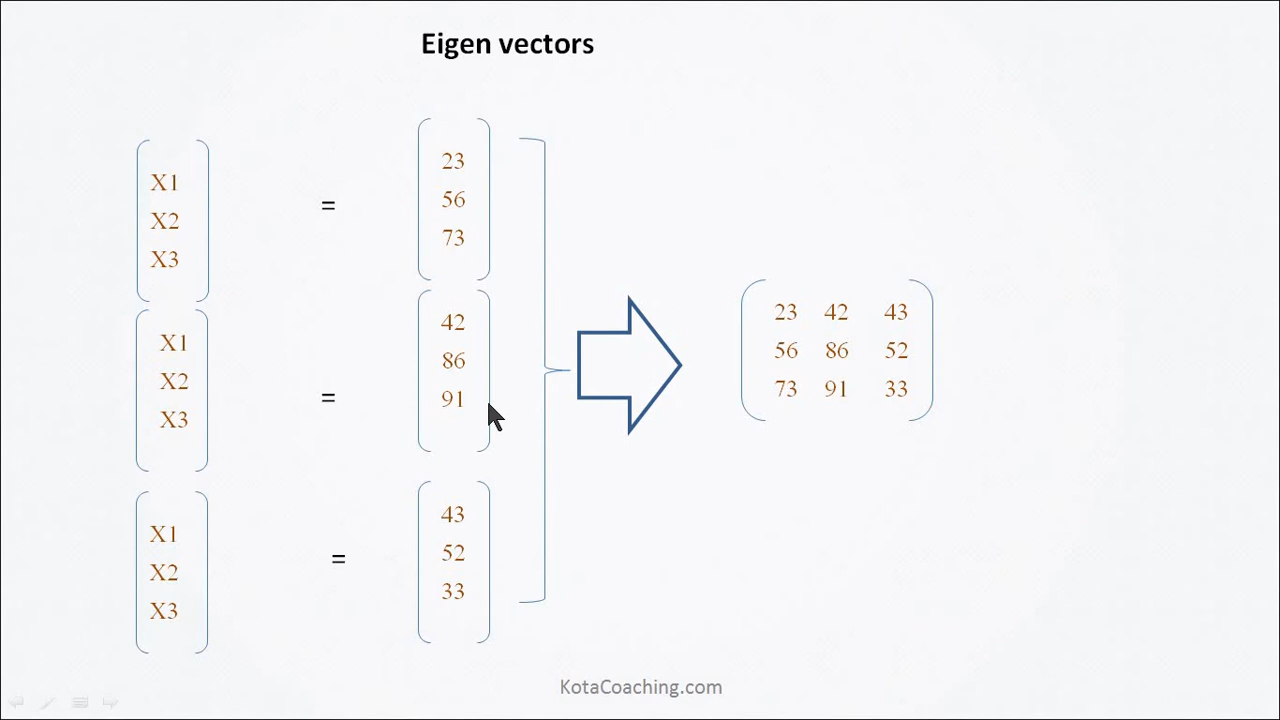 Eigen vectors
X1
X2
X3
=
23
56
73
X1
X2
X3
=
42
86
91
X1
X2
X3
=
43
52
33
23 42 43
56 86 52
73 91 33
KotaCoaching.com